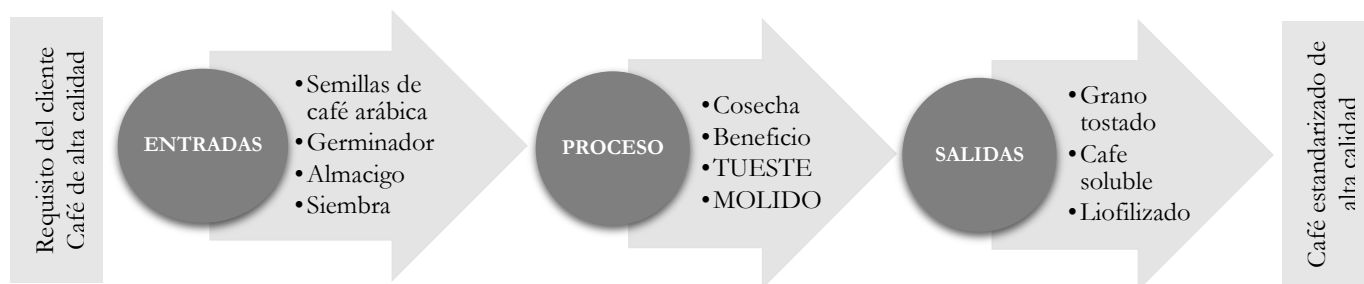 Requisito del cliente
Café de alta calidad
ENTRADAS
•Semillas de
café arábica
•Germinador
•Almacigo
•Siembra
PROCESO
•Cosecha
•Beneficio
•TUESTE
•MOLIDO
SALIDAS
•Grano
tostado
•Cafe
soluble
•Liofilizado
Café estandarizado de
alta calidad